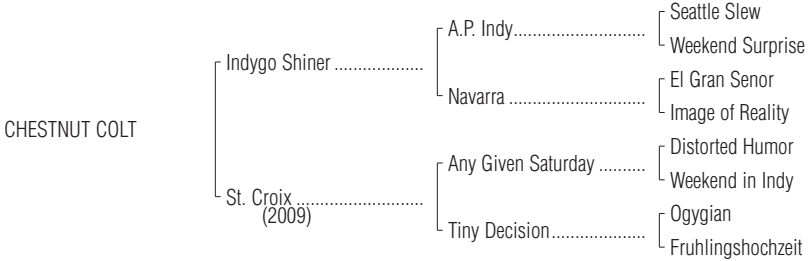 Seattle Slew
A.P. Indy..............................
Weekend Surprise
Indygo Shiner ....................
El Gran Senor
Navarra ...............................
Image of Reality
CHESTNUT COLT
Distorted Humor
Any Given Saturday ..........
Weekend in Indy
St. Croix .............................
(2009)
Ogygian
Tiny Decision.....................
Fruhlingshochzeit